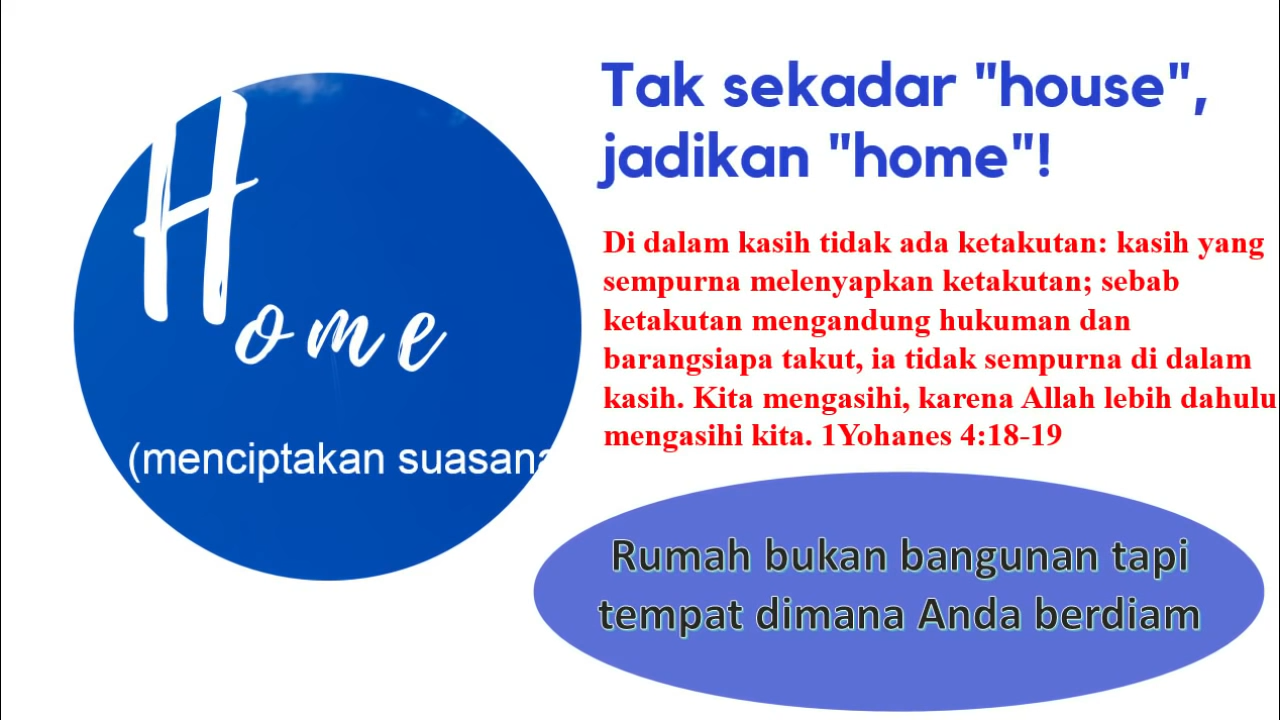 Home
(menciptakan suasana
Tak sekadar "house",
jadikan "home"!
Di dalam kasih tidak ada ketakutan: kasih yang
sempurna melenyapkan ketakutan; sebab
ketakutan mengandung hukuman dan
barangsiapa takut, ia tidak sempurna di dalam
kasih. Kita mengasihi, karena Allah lebih dahulu
mengasihi kita. 1Yohanes 4:18-19
Rumah bukan bangunan tapi
tempat dimana Anda berdiam